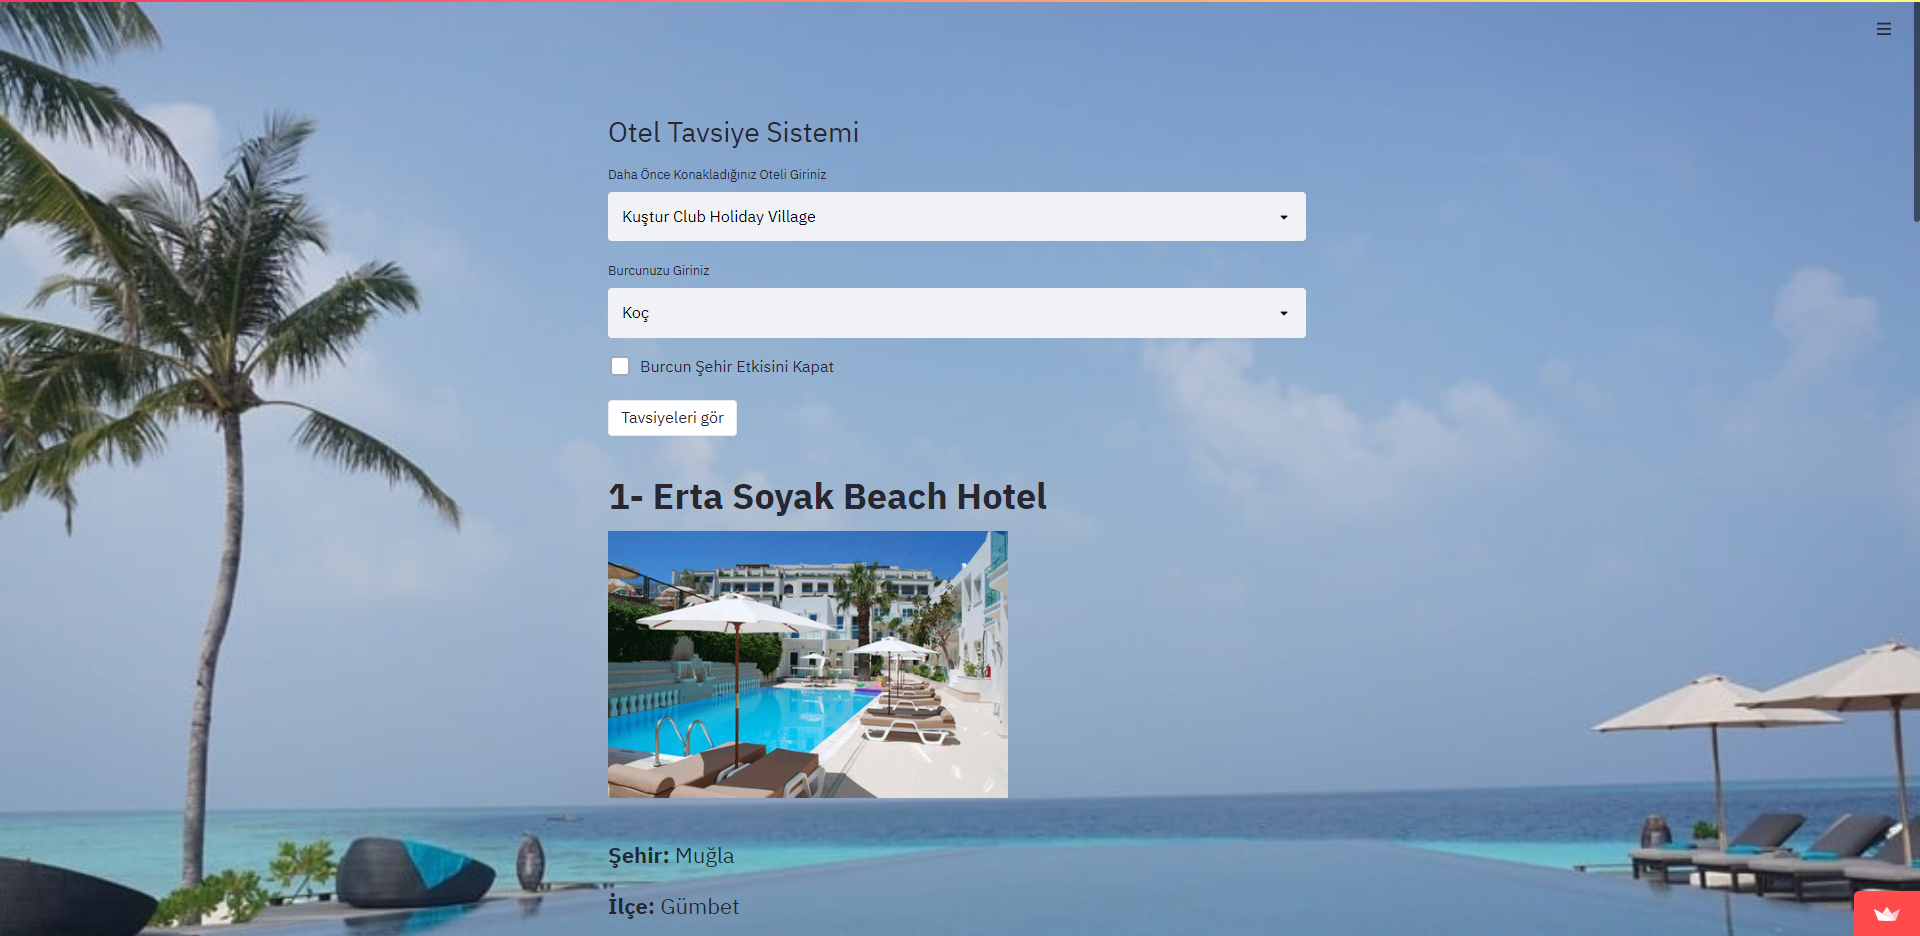 Otel Tavsiye Sistemi
Daha Önce Konakladığınız Oteli Giriniz
Kuştur Club Holiday Village
Burcunuzu Giriniz
Koç
Burcun Şehir Etkisini Kapat
Tavsiyeleri gör
1- Erta Soyak Beach Hotel
Şehir: Muğla
İlçe: Gümbet